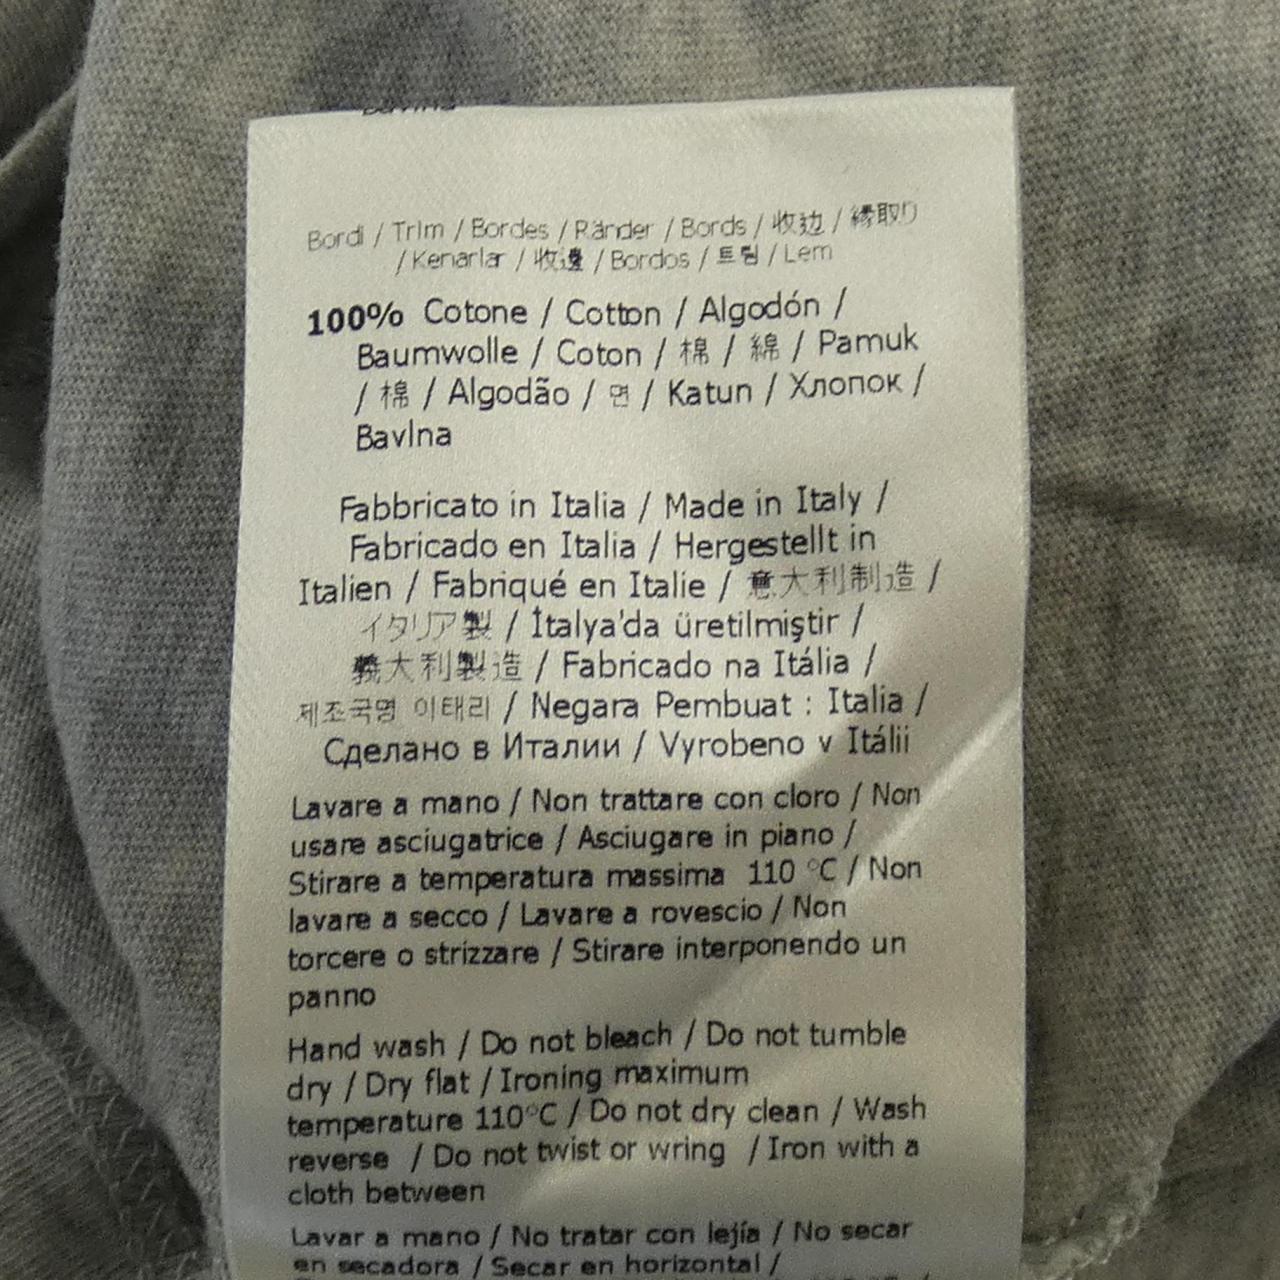 Bordi / Trim / Bordes / Ränder / Bords / 收边 / 縁取り
/ Kenarlar / 收邊 / Bordos / 트림 / Lem
100% Cotone / Cotton / Algodón /
Baumwolle / Coton / 棉 / 綿 / Pamuk
/ 棉 / Algodão / 면 / Katun / Хлопок /
Bavlna
Fabbricato in Italia / Made in Italy /
Fabricado en Italia / Hergestellt in
Italien / Fabriqué en Italie / 意大利制造 /
イタリア製 / İtalya'da üretilmiştir /
義大利製造 / Fabricado na Itália /
제조국명 이태리 / Negara Pembuat : Italia /
Сделано в Италии / Vyrobeno v Itálii
Lavare a mano / Non trattare con cloro / Non
usare asciugatrice / Asciugare in piano /
Stirare a temperatura massima 110 °C / Non
lavare a secco / Lavare a rovescio / Non
torcere o strizzare / Stirare interponendo un
panno
Hand wash / Do not bleach / Do not tumble
dry / Dry flat / Ironing maximum
temperature 110°C / Do not dry clean / Wash
reverse / Do not twist or wring / Iron with a
cloth between
Lavar a mano / No tratar con lejía / No secar
en secadora / Secar en horizontal /